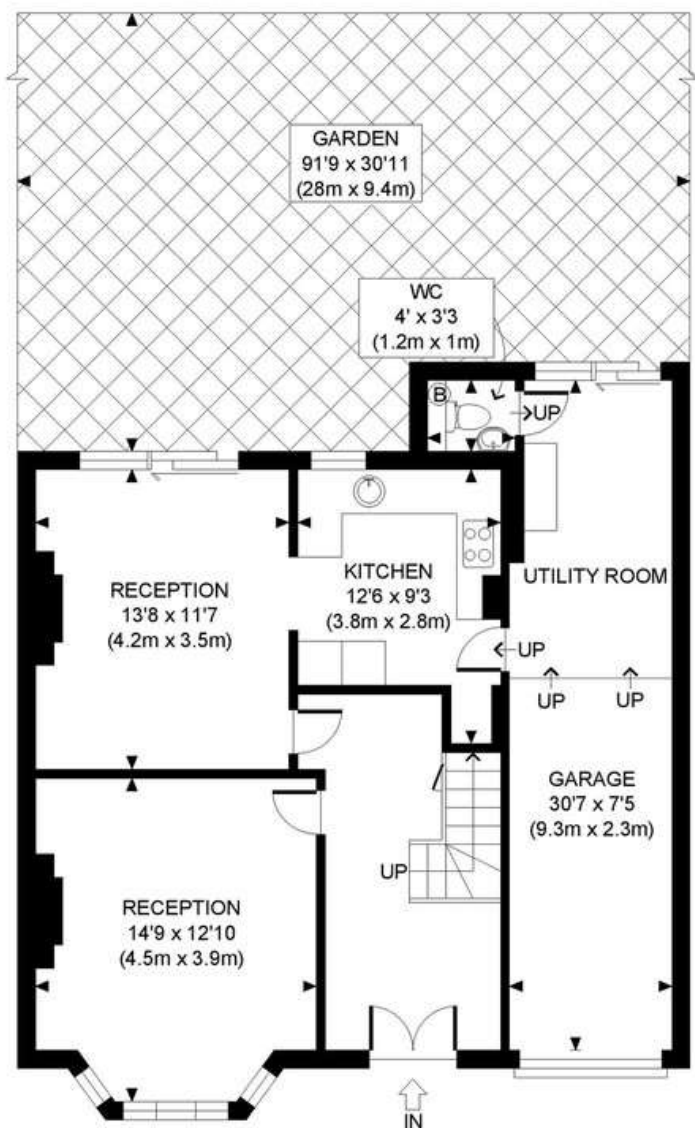 GARDEN
91'9 x 30'11
(28m x 9.4m)
WC
4' x 3'3
(1.2m x 1m)
B
UP
RECEPTION
13'8 x 11'7
(4.2m x 3.5m)
KITCHEN
12'6 x 9'3
(3.8m x 2.8m)
UTILITY ROOM
UP
UP
UP
GARAGE
30'7 x 7'5
(9.3m x 2.3m)
UP
RECEPTION
14'9 x 12'10
(4.5m x 3.9m)
IN